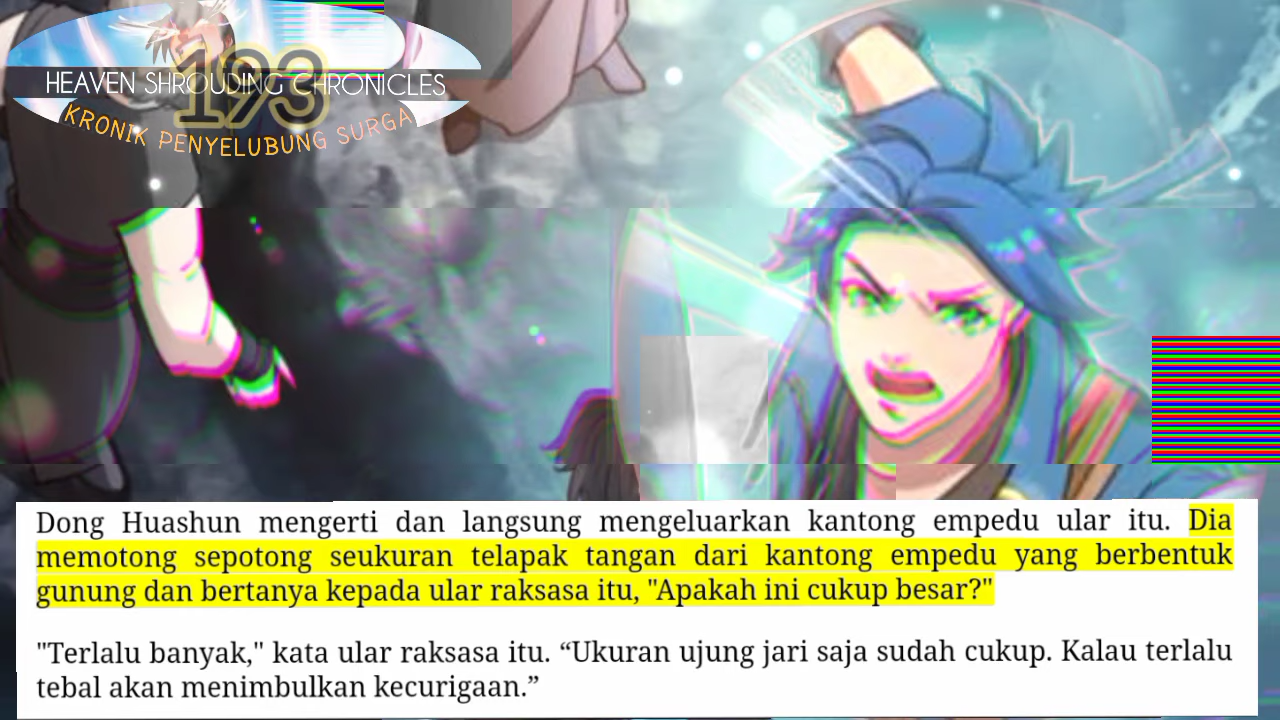 193
HEAVEN SHROUDING CHRONICLES
KRONIK PENYELUBUNG SURGA
Dong Huashun mengerti dan langsung mengeluarkan kantong empedu ular itu. Dia
memotong sepotong seukuran telapak tangan dari kantong empedu yang berbentuk
gunung dan bertanya kepada ular raksasa itu, "Apakah ini cukup besar?"
"Terlalu banyak," kata ular raksasa itu. “Ukuran ujung jari saja sudah cukup. Kalau terlalu
tebal akan menimbulkan kecurigaan.”